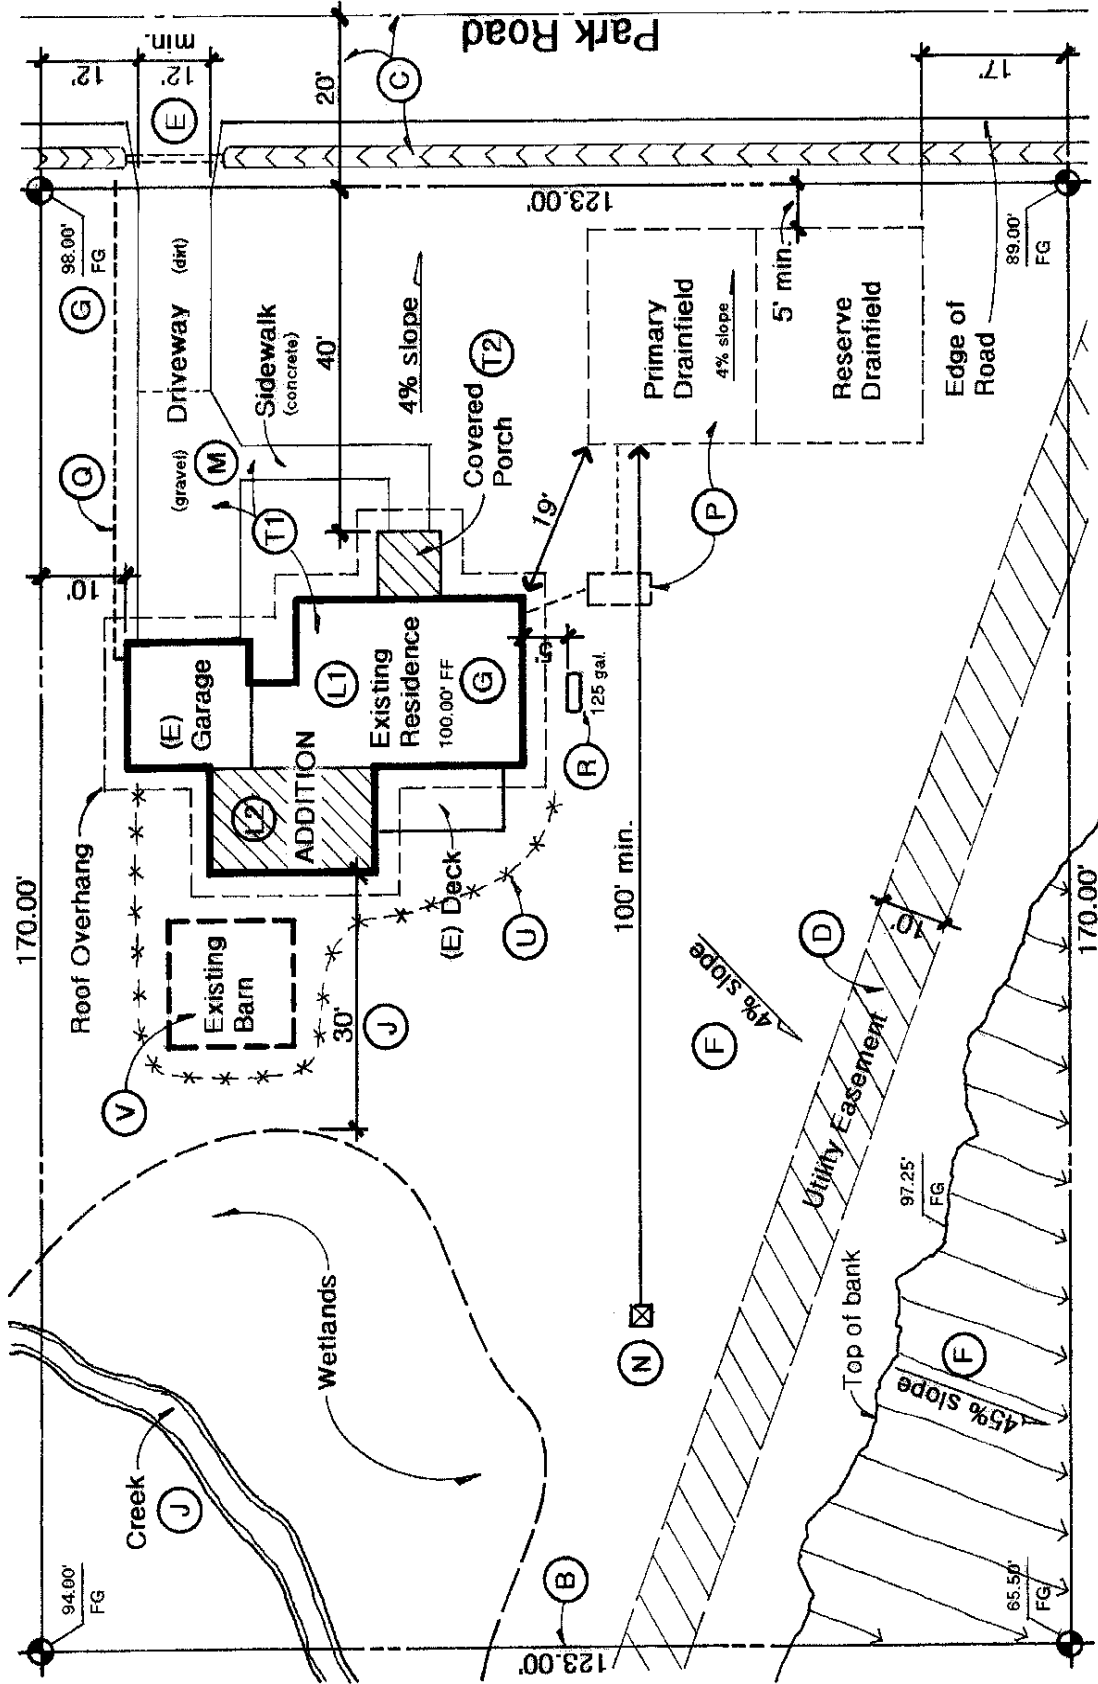 170.00'
94.00'
FG
98.00'
FG
G
Q
12'
12'
min.
E
10'
Roof Overhang
Creek
J
V
Existing
Barn
(E)
Garage
(gravel)
M
Driveway
(dirt)
L2
ADDITION
T1
Sidewalk
(concrete)
Wetlands
30'
J
L1
Existing
Residence
100.00' FF
G
40'
20'
C
4% slope
Covered
Porch
T2
(E) Deck
U
R
125 gal.
5'
19'
Park Road
123.00'
B
123.00'
N
100' min.
P
Primary
Drainfield
4% slope
5' min.
Reserve
Drainfield
F
4% slope
D
Utility Easement
10'
Top of bank
97.25'
FG
F
45% slope
Edge of
Road
17'
65.50'
FG
89.00'
FG
170.00'